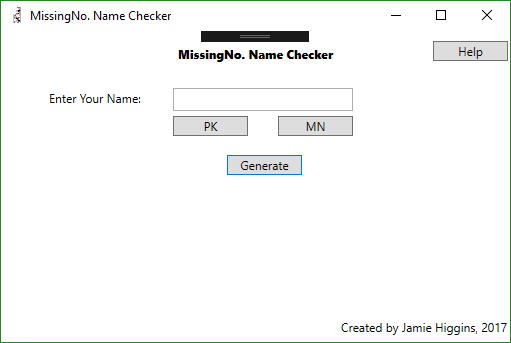 MissingNo. Name Checker
MissingNo. Name Checker
Help
Enter Your Name:
PK
MN
Generate
Created by Jamie Higgins, 2017